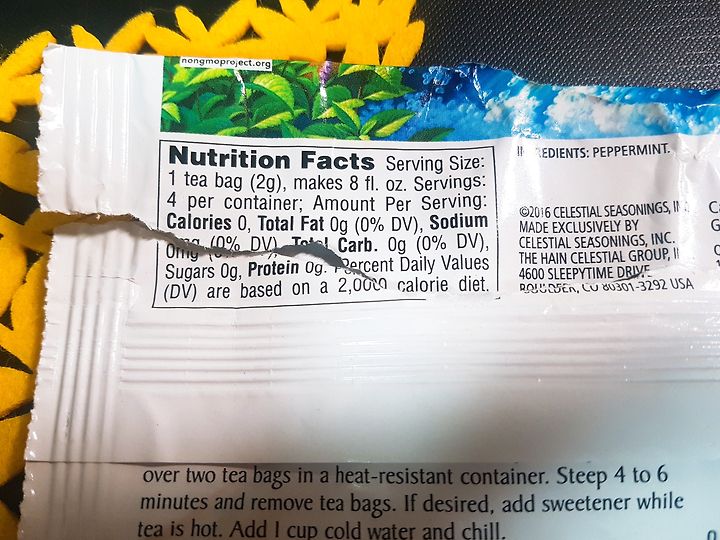 nongmoproject.org
Nutrition Facts Serving Size:
1 tea bag (2g), makes 8 fl. oz. Servings:
4 per container; Amount Per Serving:
Calories 0, Total Fat 0g (0% DV), Sodium
0mg (0% DV), Total Carb. 0g (0% DV),
Sugars 0g, Protein 0g. Percent Daily Values
(DV) are based on a 2,000 calorie diet.
PEPPERMINT.
©2016 CELESTIAL SEASONINGS,
MADE EXCLUSIVELY BY
CELESTIAL SEASONINGS, INC.
THE HAIN CELESTIAL GROUP,
4600 SLEEPYTIME DRIVE
CO 80301-3292 USA
over two tea bags in a heat-resistant container. Steep 4 to 6
minutes and remove tea bags. If desired, add sweetener while
tea is hot. Add 1 cup cold water and chill.